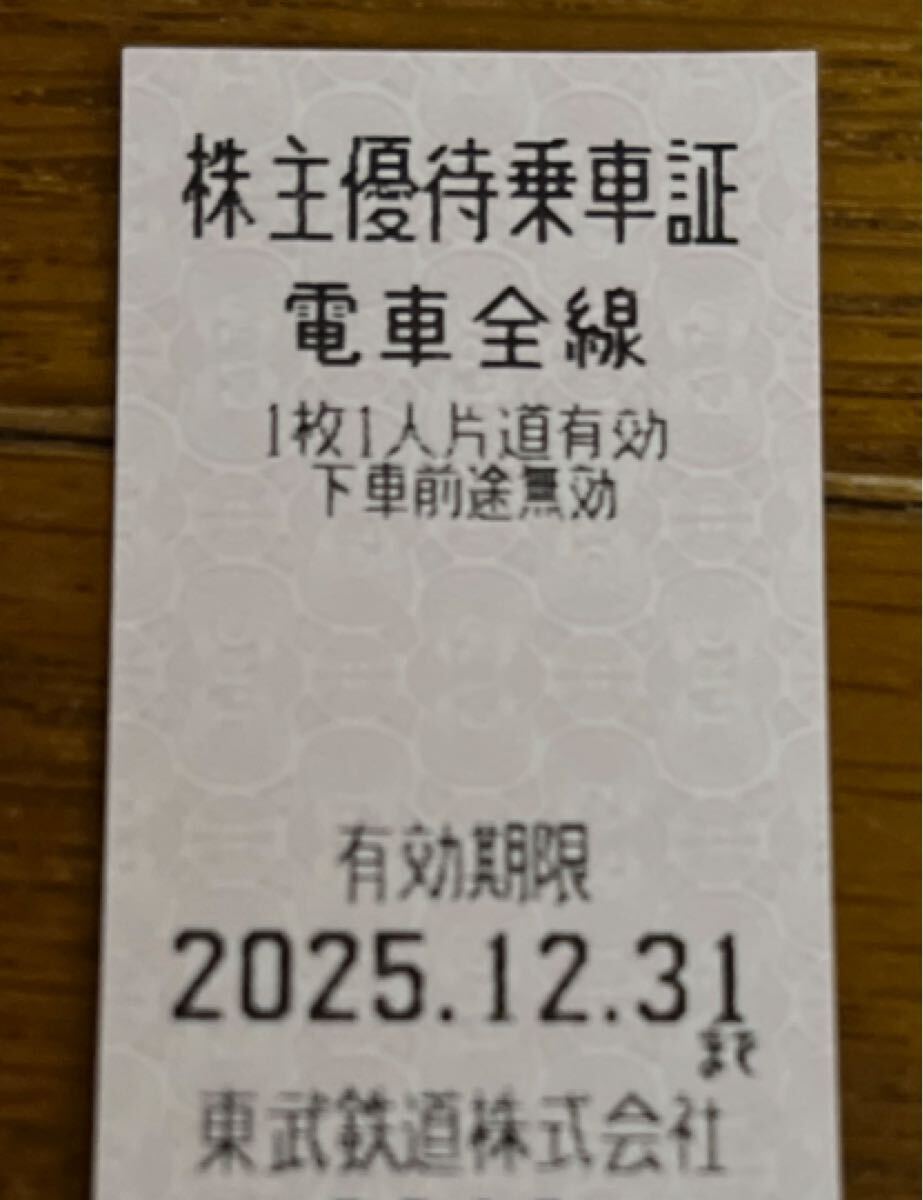 株主優待乗車証
電車全線
1枚1人片道有効
下車前途無効
有効期限
2025.12.31
まで
東武鉄道株式会社